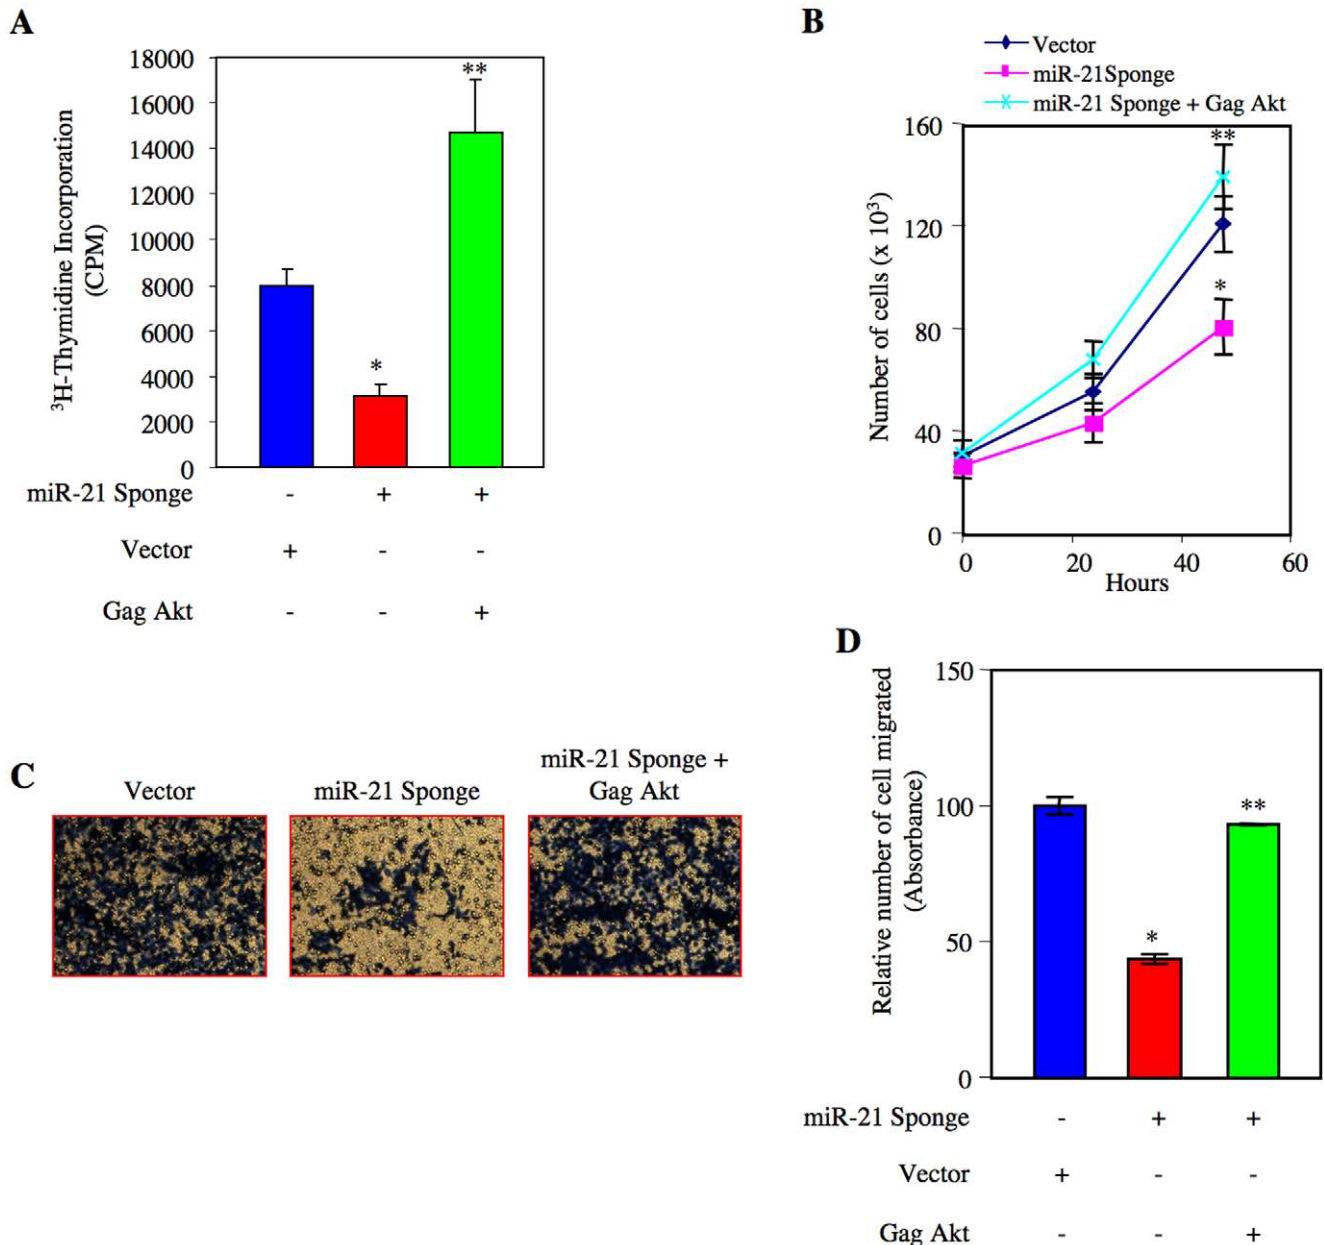 A
18000
16000
14000
12000
10000
8000
6000
4000
2000
0
³H-Thymidine Incorporation
(CPM)
*
**
miR-21 Sponge - + +
Vector + - -
Gag Akt - - +
B
Vector
miR-21Sponge
miR-21 Sponge + Gag Akt
160
120
80
40
0
Number of cells (x 10³)
**
*
0 20 40 60
Hours
C
Vector
miR-21 Sponge
miR-21 Sponge +
Gag Akt
D
150
100
50
0
Relative number of cell migrated
(Absorbance)
*
**
miR-21 Sponge - + +
Vector + - -
Gag Akt - - +